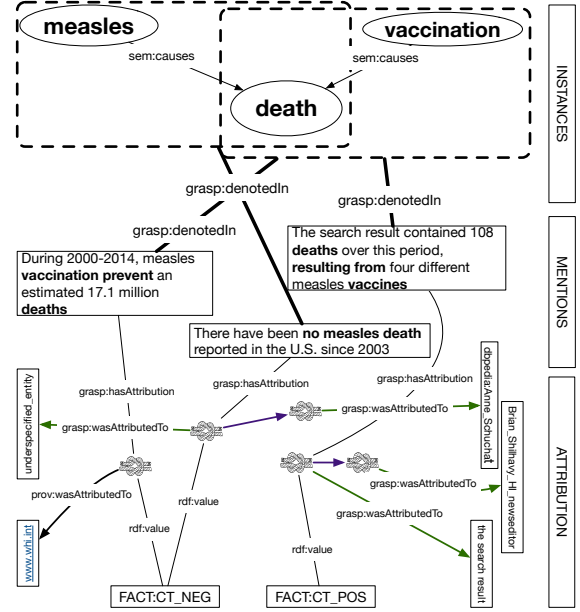 measles
vaccination
sem:causes
sem:causes
death
INSTANCES
grasp:denotedIn
grasp:denotedIn
grasp:denotedIn
The search result contained 108
deaths over this period,
resulting from four different
measles vaccines
During 2000-2014, measles
vaccination prevent an
estimated 17.1 million
deaths
There have been no measles death
reported in the U.S. since 2003
MENTIONS
grasp:hasAttribution
grasp:hasAttribution
grasp:hasAttribution
underspecified_entity
grasp:wasAttributedTo
grasp:wasAttributedTo
dbpedia:Anne_Schuchat
Brian_Shilhavy_HI_newseditor
grasp:wasAttributedTo
prov:wasAttributedTo
rdf:value
grasp:wasAttributedTo
www.whi.int
rdf:value
rdf:value
the search result
ATTRIBUTION
FACT:CT_NEG
FACT:CT_POS